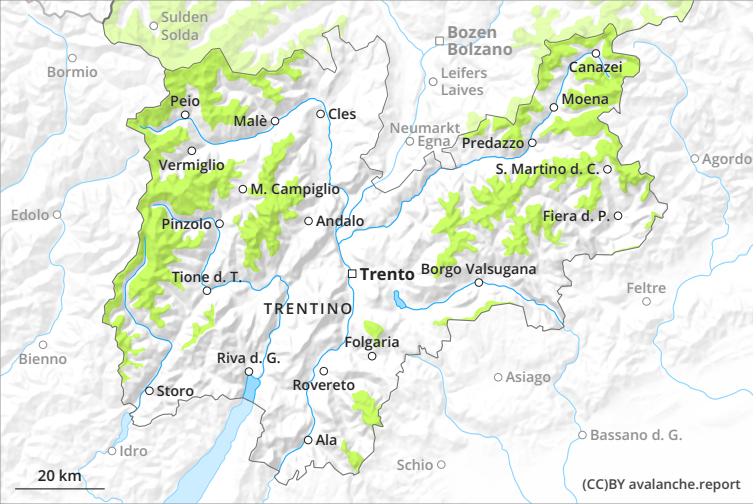 Sulden
Solda
Bozen
Bolzano
Bormio
Canazei
Leifers
Laives
Peio
Moena
Malè
Cles
Neumarkt
Egna
Predazzo
Vermiglio
Agordo
S. Martino d. C.
M. Campiglio
Edolo
Fiera d. P.
Pinzolo
Andalo
Trento
Borgo Valsugana
Tione d. T.
Feltre
TRENTINO
Folgaria
Bienno
Riva d. G.
Rovereto
Asiago
Storo
Ala
Bassano d. G.
Idro
Schio
20 km
(CC)BY avalanche.report